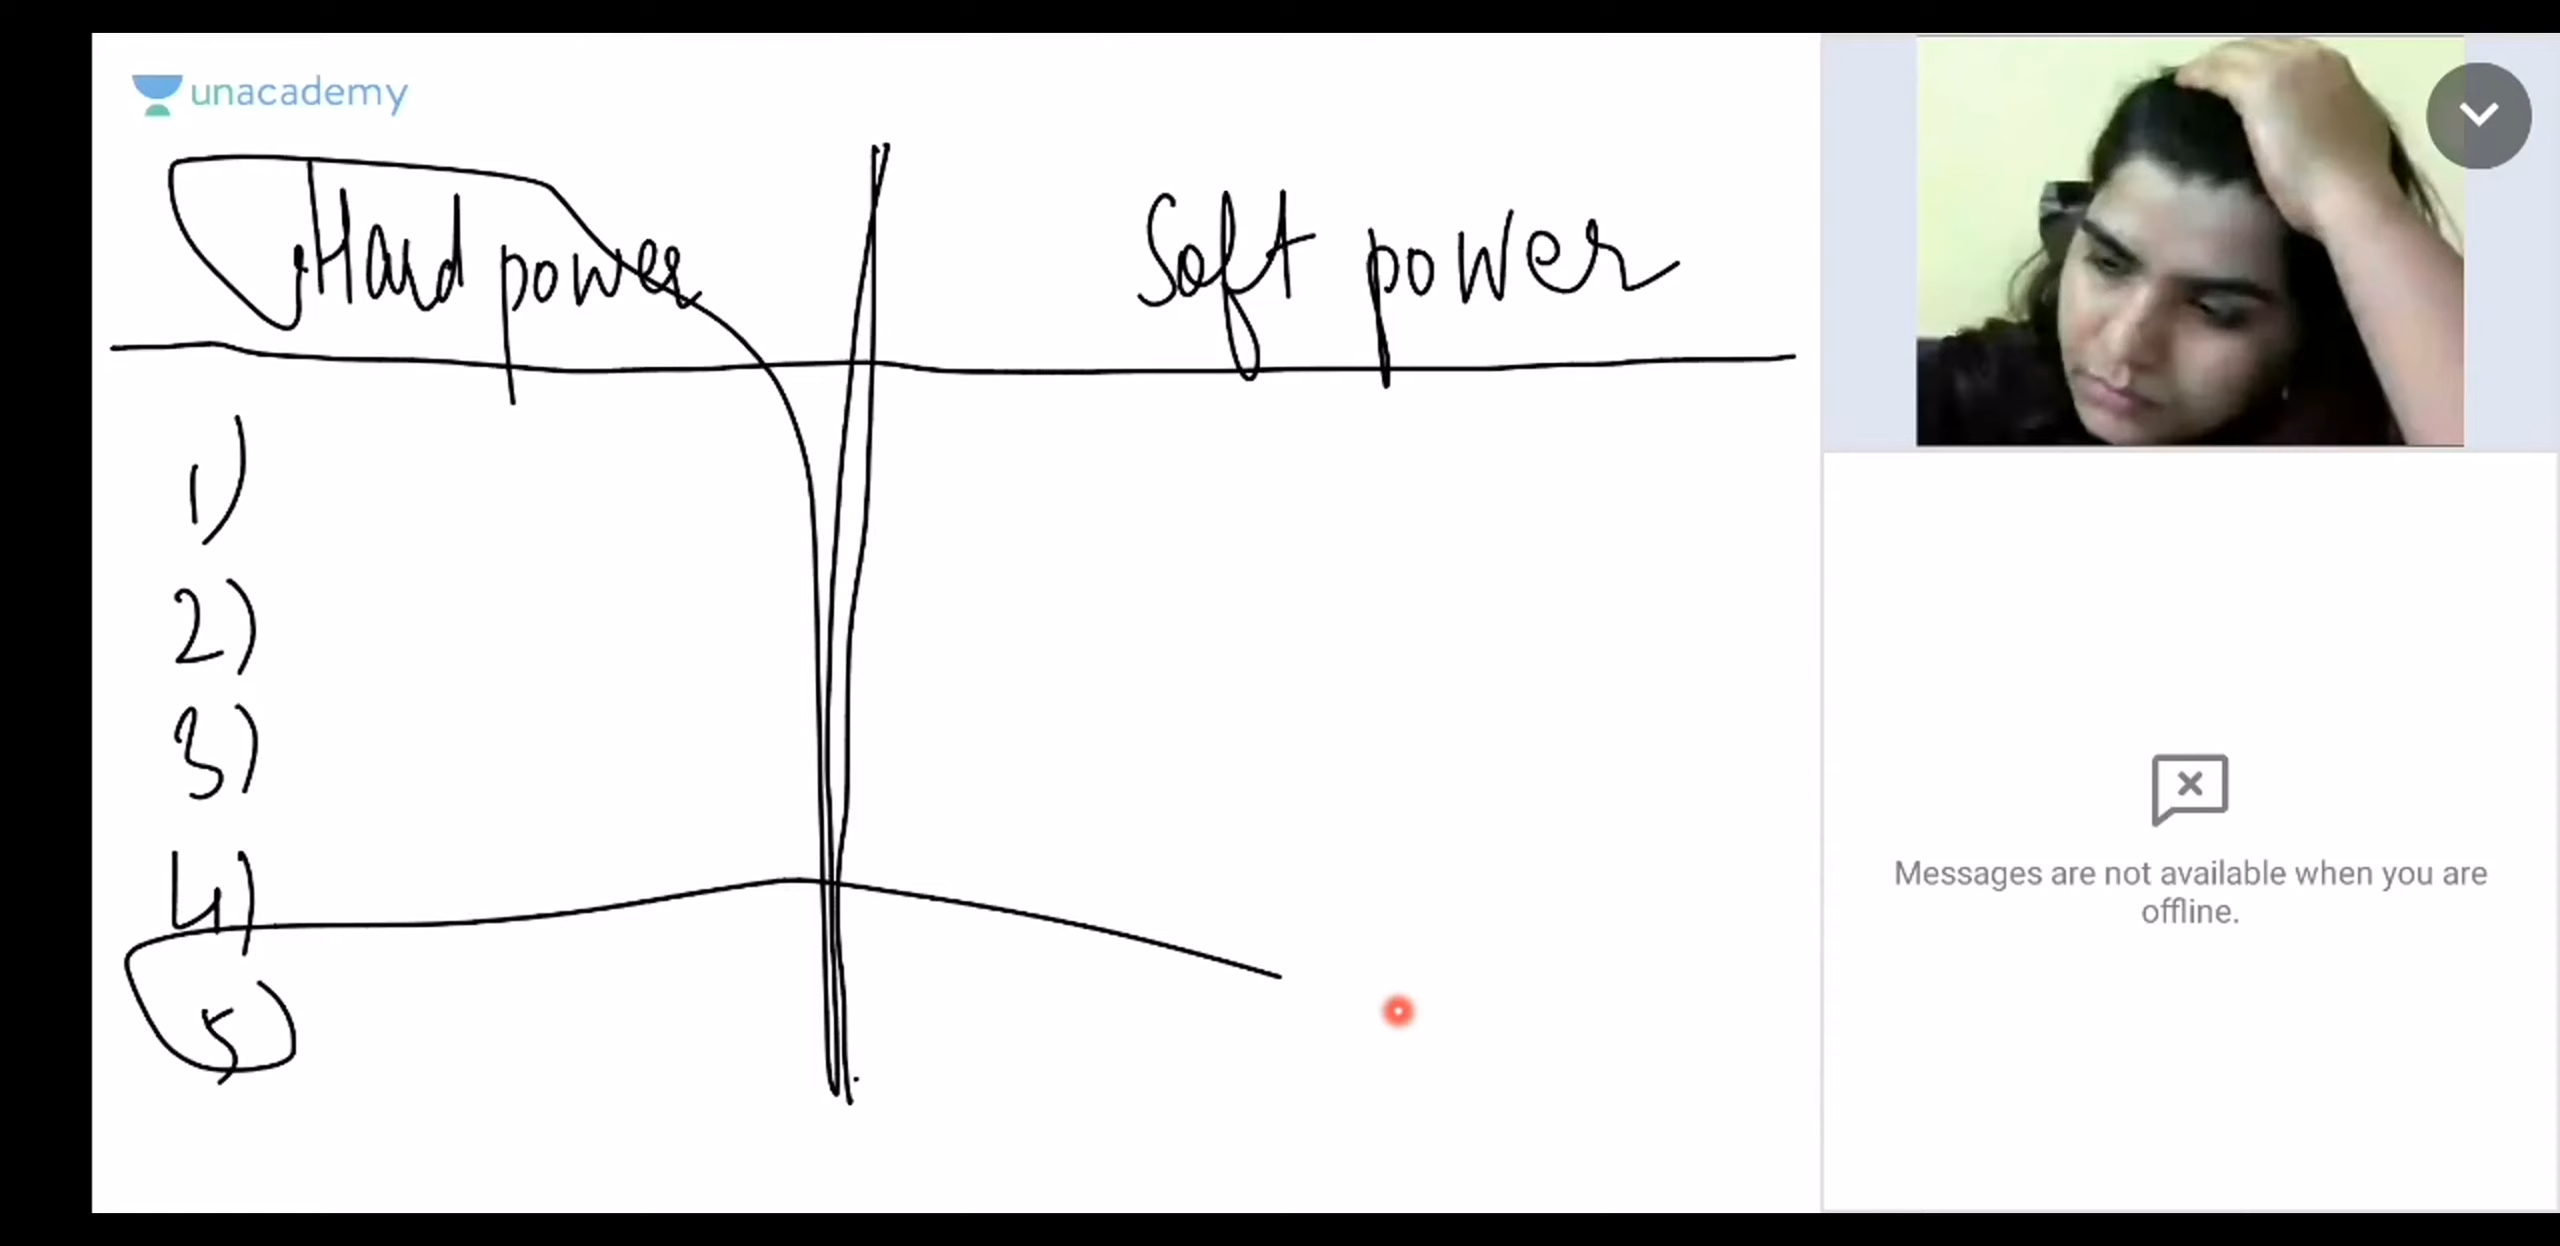 unacademy
Hard power
Soft power
1)
2)
3)
4)
5)
Messages are not available when you are
offline.